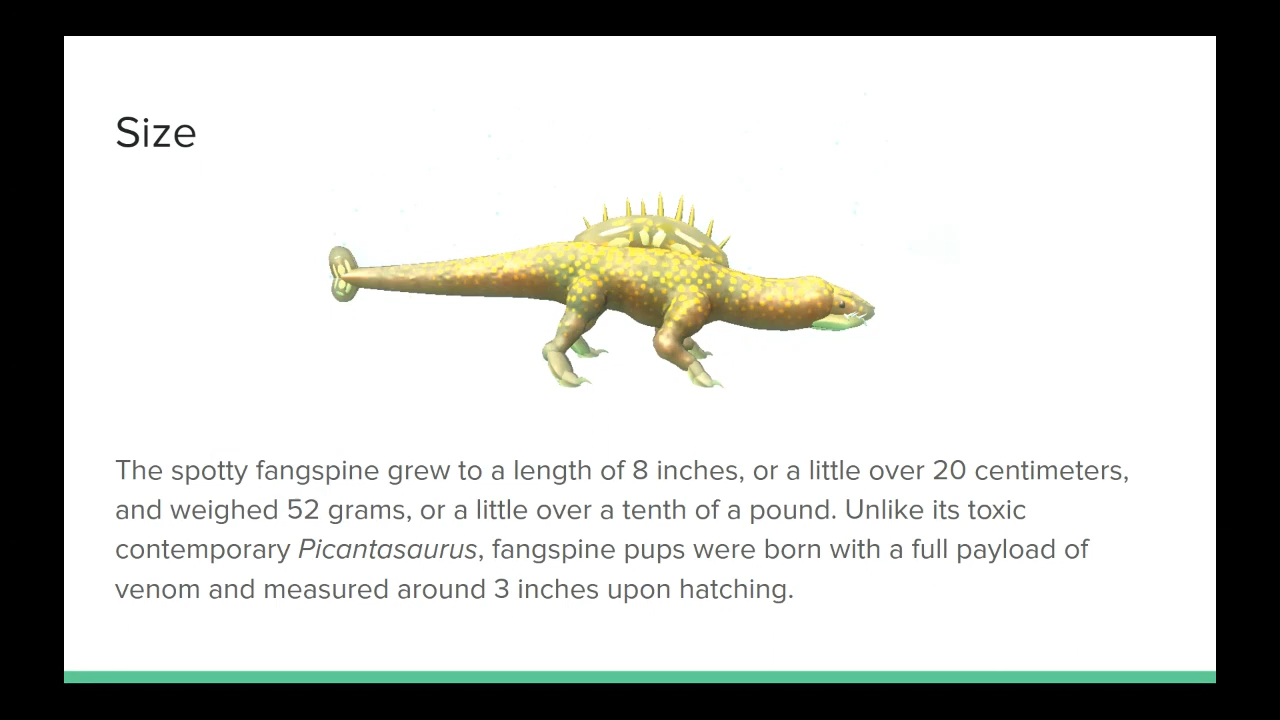 Size
The spotty fangspine grew to a length of 8 inches, or a little over 20 centimeters,
and weighed 52 grams, or a little over a tenth of a pound. Unlike its toxic
contemporary Picantasaurus, fangspine pups were born with a full payload of
venom and measured around 3 inches upon hatching.